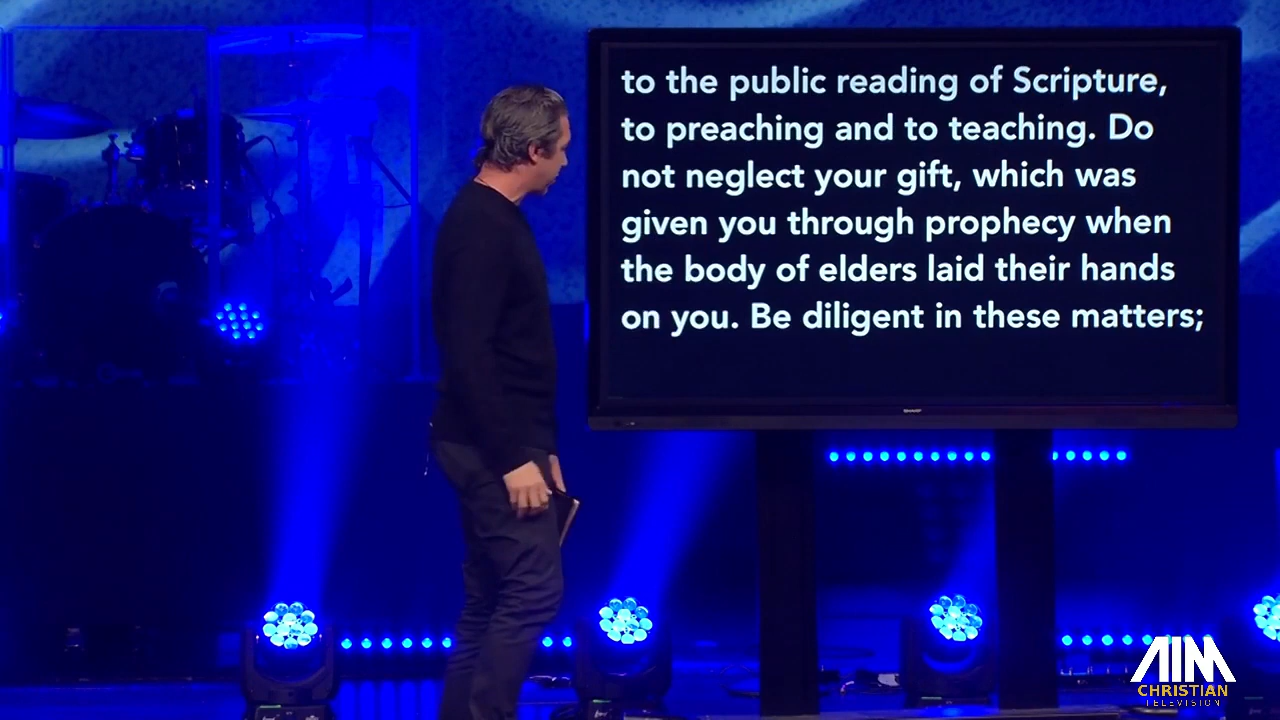 to the public reading of Scripture,
to preaching and to teaching. Do
not neglect your gift, which was
given you through prophecy when
the body of elders laid their hands
on you. Be diligent in these matters;
SHARP
AIM
CHRISTIAN
TELEVISION